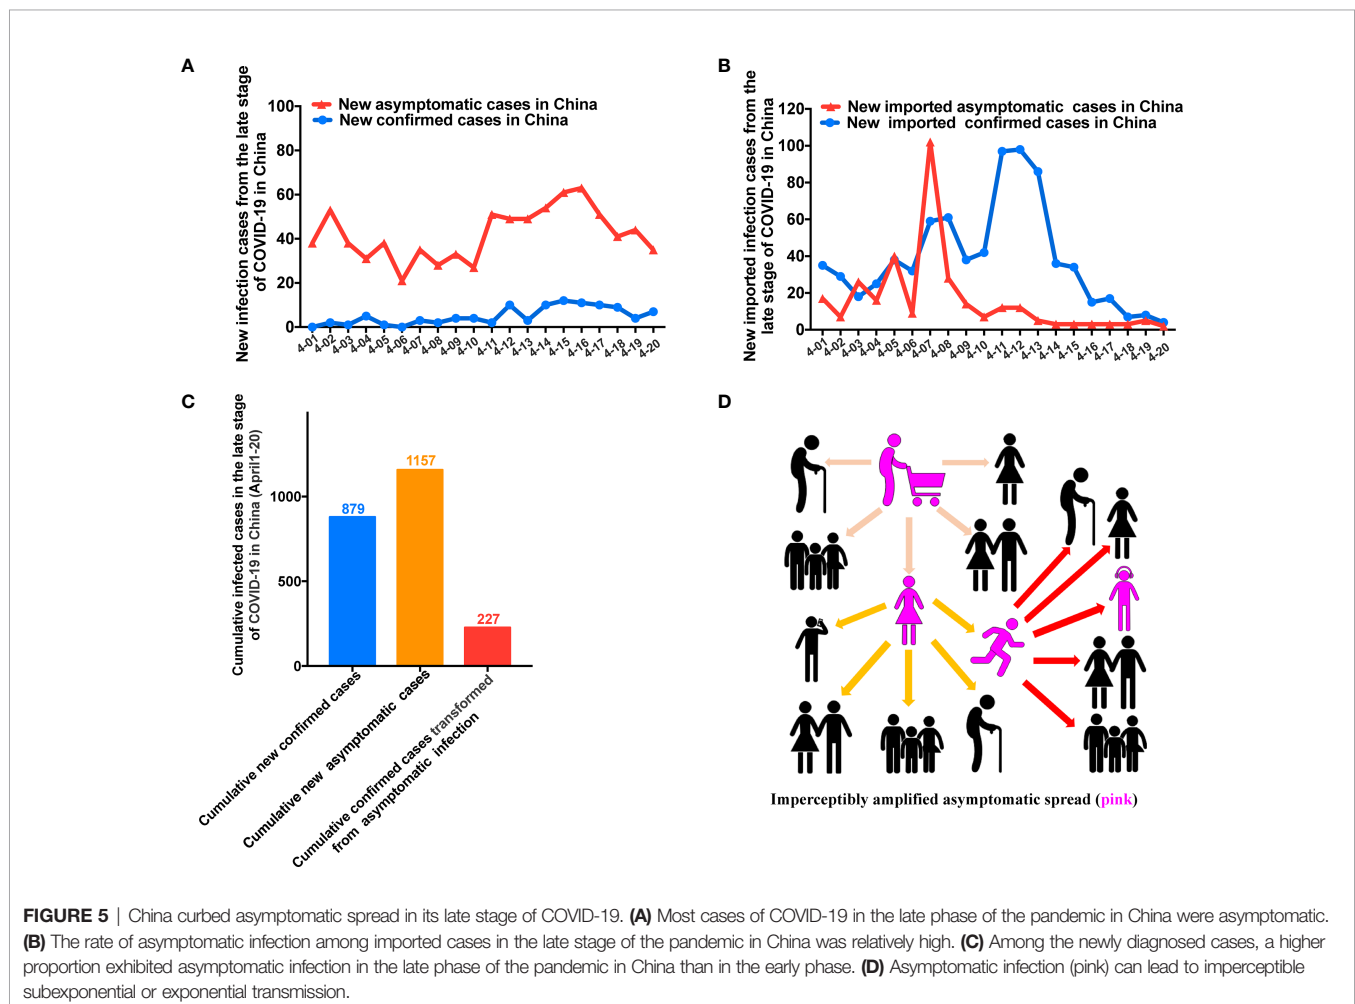 A
New infection cases from the late stage
of COVID-19 in China
New asymptomatic cases in China
New confirmed cases in China
100
80
60
40
20
0
4-01
4-02
4-03
4-04
4-05
4-06
4-07
4-08
4-09
4-10
4-11
4-12
4-13
4-14
4-15
4-16
4-17
4-18
4-19
4-20
B
New imported infection cases from the
late stage of COVID-19 in China
New imported asymptomatic cases in China
New imported confirmed cases in China
120
100
80
60
40
20
0
4-01
4-02
4-03
4-04
4-05
4-06
4-07
4-08
4-09
4-10
4-11
4-12
4-13
4-14
4-15
4-16
4-17
4-18
4-19
4-20
C
Cumulative infected cases in the late stage
of COVID-19 in China (April1-20)
1000
500
0
879
1157
227
Cumulative new confirmed cases
Cumulative new asymptomatic cases
Cumulative confirmed cases transformed
from asymptomatic infection
D
Imperceptibly amplified asymptomatic spread (pink)
FIGURE 5 | China curbed asymptomatic spread in its late stage of COVID-19. (A) Most cases of COVID-19 in the late phase of the pandemic in China were asymptomatic.
(B) The rate of asymptomatic infection among imported cases in the late stage of the pandemic in China was relatively high. (C) Among the newly diagnosed cases, a higher
proportion exhibited asymptomatic infection in the late phase of the pandemic in China than in the early phase. (D) Asymptomatic infection (pink) can lead to imperceptible
subexponential or exponential transmission.